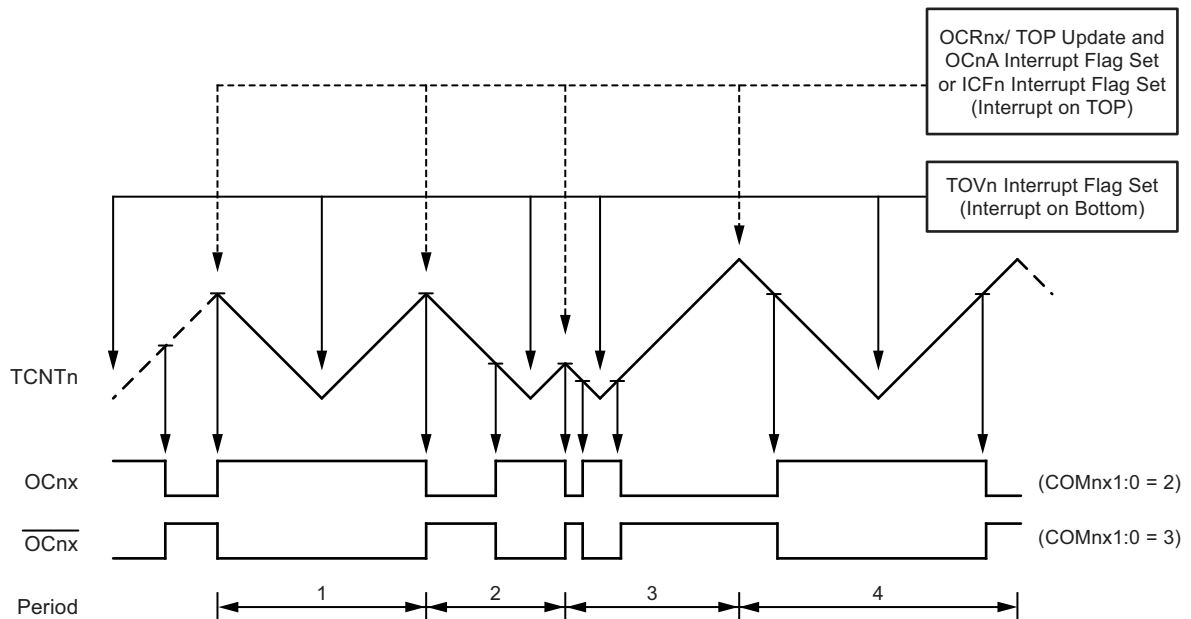 OCRnx/ TOP Update and
OCnA Interrupt Flag Set
or ICFn Interrupt Flag Set
(Interrupt on TOP)
TOVn Interrupt Flag Set
(Interrupt on Bottom)
TCNTn
OCnx
(COMnx1:0 = 2)
OCnx
(COMnx1:0 = 3)
Period
1
2
3
4